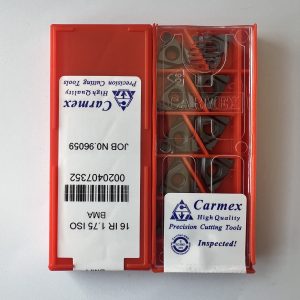 Carmex
High Quality
Precision Cutting Tools
JOB NO.96059
0020407352
16 IR 1.75 ISO
BMA
CARMEX
Carmex
High Quality
Precision Cutting Tools
Inspected!